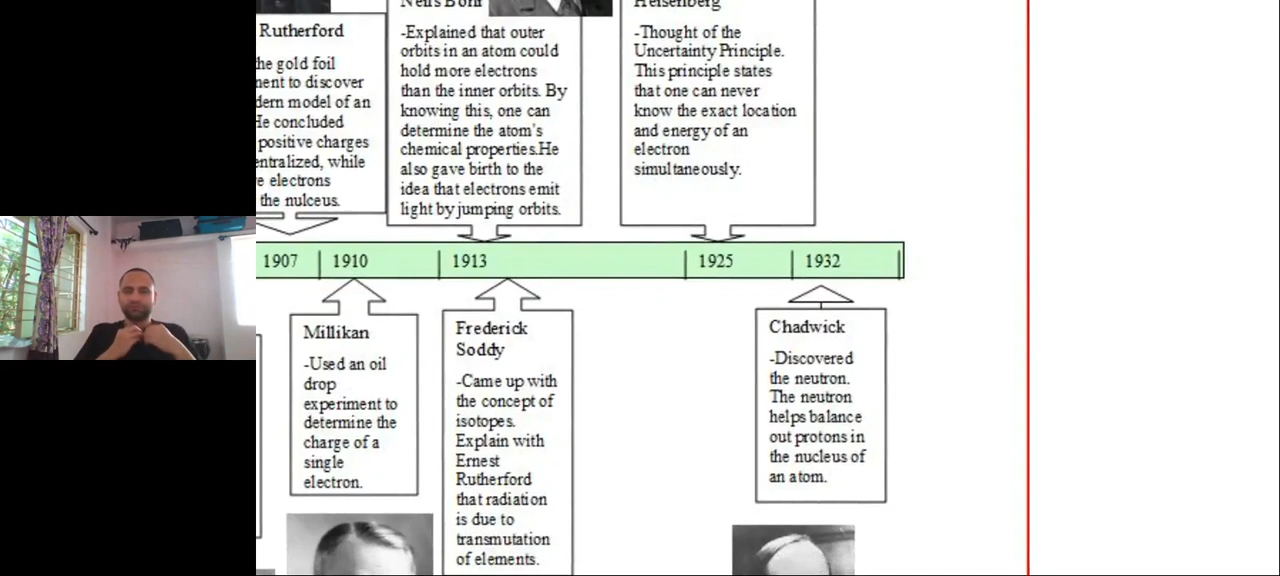 Rutherford
he gold foil
ment to discover
dern model of an
He concluded
positive charges
entralized, while
e electrons
the nulceus.
Neils Bohr
-Explained that outer
orbits in an atom could
hold more electrons
than the inner orbits. By
knowing this, one can
determine the atom's
chemical properties.He
also gave birth to the
idea that electrons emit
light by jumping orbits.
Heisenberg
-Thought of the
Uncertainty Principle.
This principle states
that one can never
know the exact location
and energy of an
electron
simultaneously.
1907 1910 1913 1925 1932
Millikan
-Used an oil
drop
experiment to
determine the
charge of a
single
electron.
Frederick
Soddy
-Came up with
the concept of
isotopes.
Explain with
Ernest
Rutherford
that radiation
is due to
transmutation
of elements.
Chadwick
-Discovered
the neutron.
The neutron
helps balance
out protons in
the nucleus of
an atom.